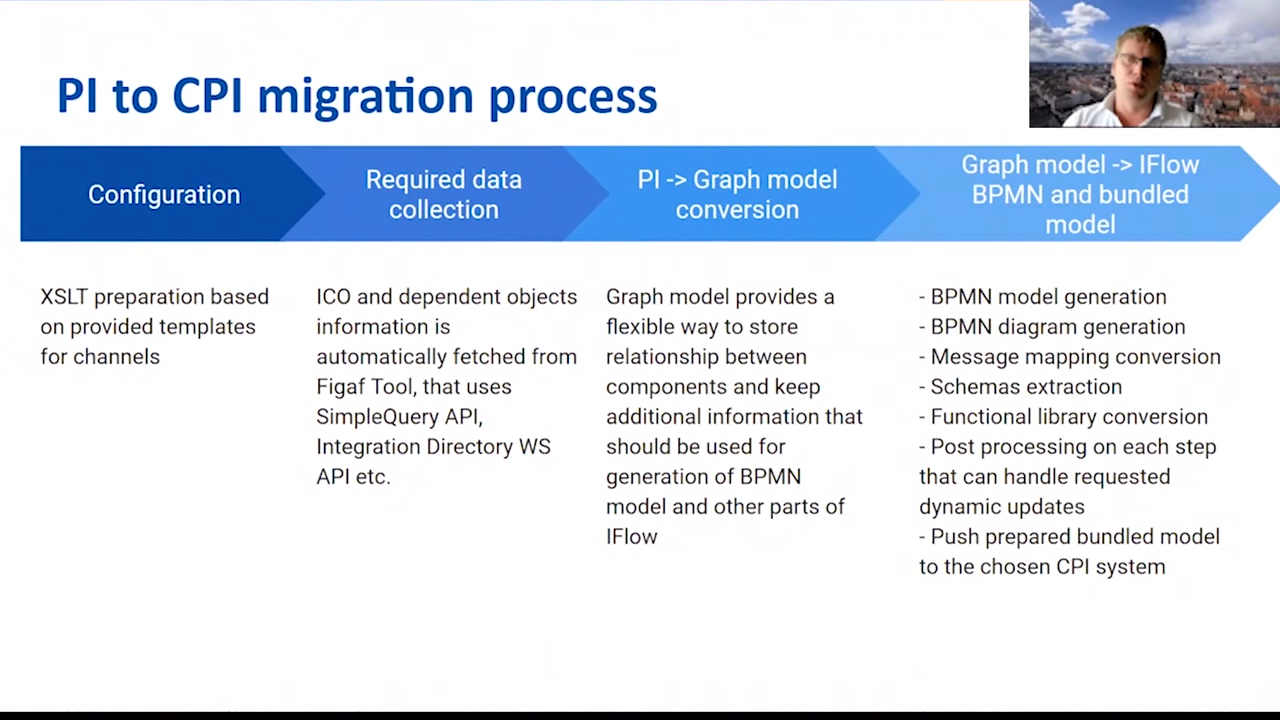 PI to CPI migration process
Configuration
Required data
collection
PI -> Graph model
conversion
Graph model -> IFlow
BPMN and bundled
model
XSLT preparation based
on provided templates
for channels
ICO and dependent objects
information is
automatically fetched from
Figaf Tool, that uses
SimpleQuery API,
Integration Directory WS
API etc.
Graph model provides a
flexible way to store
relationship between
components and keep
additional information that
should be used for
generation of BPMN
model and other parts of
IFlow
- BPMN model generation
- BPMN diagram generation
- Message mapping conversion
- Schemas extraction
- Functional library conversion
- Post processing on each step
that can handle requested
dynamic updates
- Push prepared bundled model
to the chosen CPI system